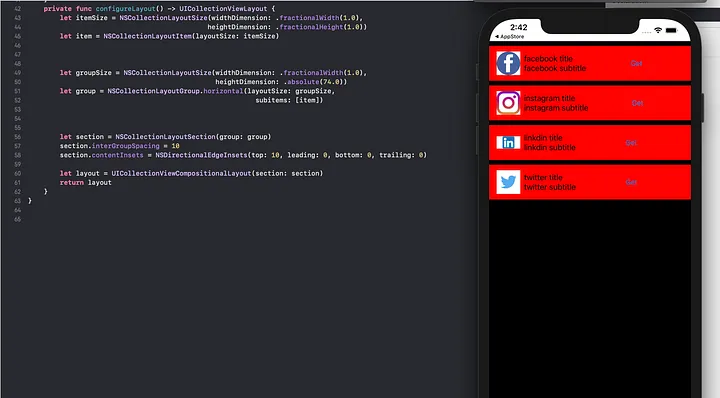 42 private func configureLayout() -> UICollectionViewLayout {
43 let itemSize = NSCollectionLayoutSize(widthDimension: .fractionalWidth(1.0),
44 heightDimension: .fractionalHeight(1.0))
45 let item = NSCollectionLayoutItem(layoutSize: itemSize)
46
47
48
49 let groupSize = NSCollectionLayoutSize(widthDimension: .fractionalWidth(1.0),
50 heightDimension: .absolute(74.0))
51 let group = NSCollectionLayoutGroup.horizontal(layoutSize: groupSize,
52 subitems: [item])
53
54
55
56 let section = NSCollectionLayoutSection(group: group)
57 section.interGroupSpacing = 10
58 section.contentInsets = NSDirectionalEdgeInsets(top: 10, leading: 0, bottom: 0, trailing: 0)
59
60 let layout = UICollectionViewCompositionalLayout(section: section)
61 return layout
62 }
63 }
64
65
2:42
AppStore
facebook title
facebook subtitle
Get
instagram title
instagram subtitle
Get
linkdin title
linkdin subtitle
Get
twitter title
twitter subtitle
Get